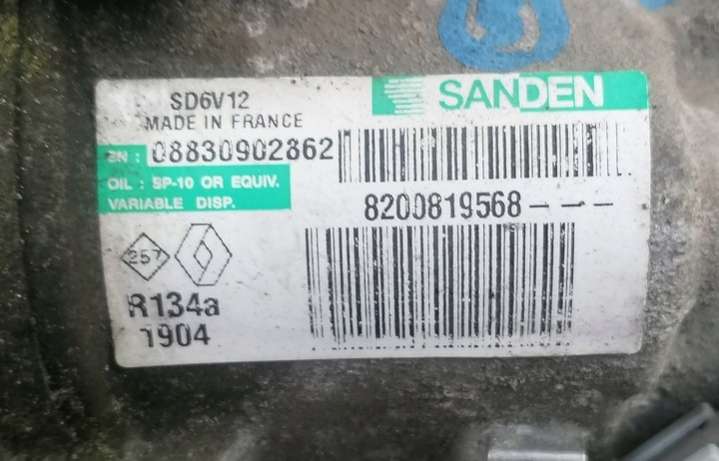 SD6V12
SANDEN
MADE IN FRANCE
SN : 08830902862
OIL : SP-10 OR EQUIV.
VARIABLE DISP.
8200819568---
257
R134a
1904